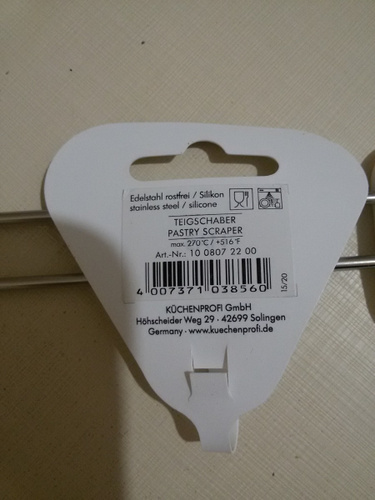 Edelstahl rostfrei / Silikon
stainless steel / silicone
TEIGSCHABER
PASTRY SCRAPER
max. 270°C / +516°F
Art.-Nr.: 10 0807 22 00
4 007371 038560
15/20
KÜCHENPROFI GmbH
Höhscheider Weg 29 · 42699 Solingen
Germany · www.kuechenprofi.de